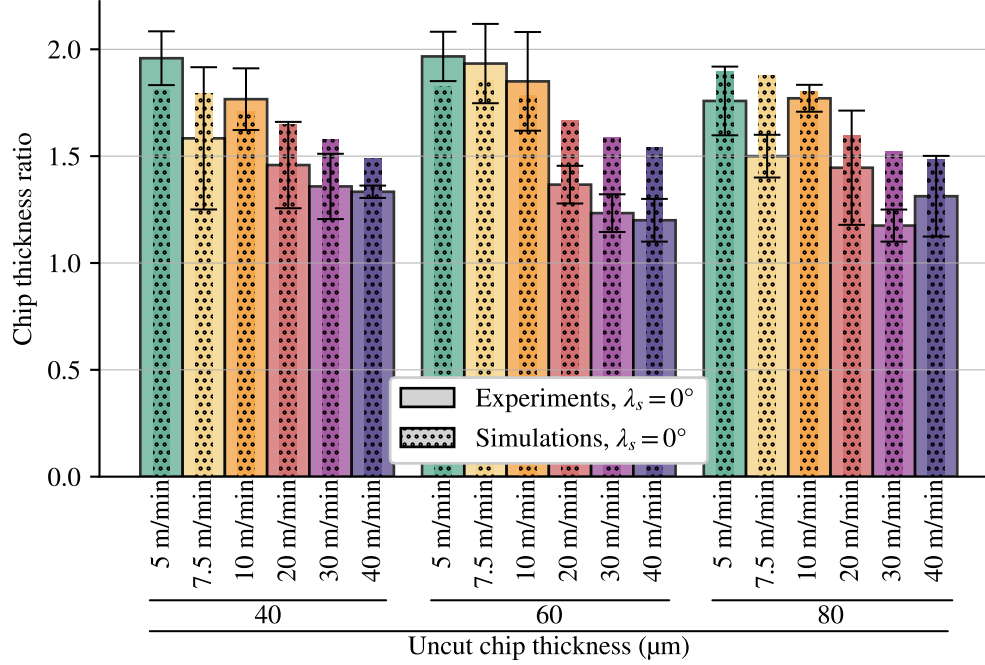 Chip thickness ratio
2.0
1.5
1.0
0.5
0.0
Experiments, λs = 0°
Simulations, λs = 0°
5 m/min
7.5 m/min
10 m/min
20 m/min
30 m/min
40 m/min
5 m/min
7.5 m/min
10 m/min
20 m/min
30 m/min
40 m/min
5 m/min
7.5 m/min
10 m/min
20 m/min
30 m/min
40 m/min
40
60
80
Uncut chip thickness (µm)